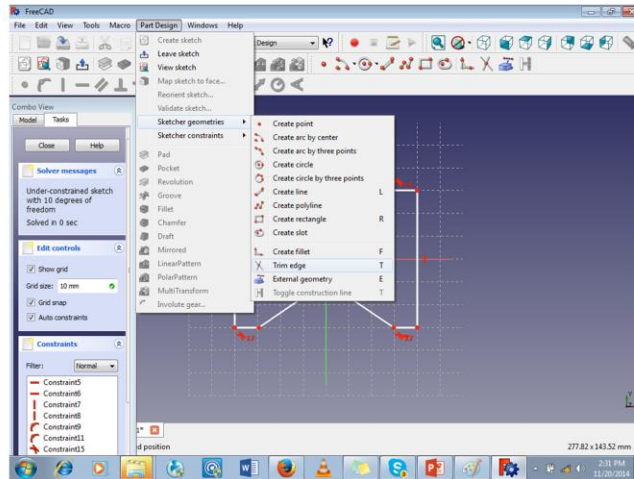 FreeCAD
File Edit View Tools Macro Part Design Windows Help
Create sketch
Leave sketch
View sketch
Map sketch to face...
Reorient sketch...
Validate sketch...
Sketcher geometries
Sketcher constraints
Pad
Pocket
Revolution
Groove
Fillet
Chamfer
Draft
Mirrored
LinearPattern
PolarPattern
MultiTransform
Involute gear...
Design
Create point
Create arc by center
Create arc by three points
Create circle
Create circle by three points
Create line L
Create polyline
Create rectangle R
Create slot
Create fillet F
Trim edge T
External geometry E
Toggle construction line T
Combo View
Model Tasks
Close Help
Solver messages
Under-constrained sketch
with 10 degrees of
freedom
Solved in 0 sec
Edit controls
Show grid
Grid size: 10 mm
Grid snap
Auto constraints
Constraints
Filter: Normal
Constraint5
Constraint6
Constraint7
Constraint8
Constraint9
Constraint11
Constraint15
1*
d position
277.82 x 143.52 mm
2:31 PM
11/20/2014